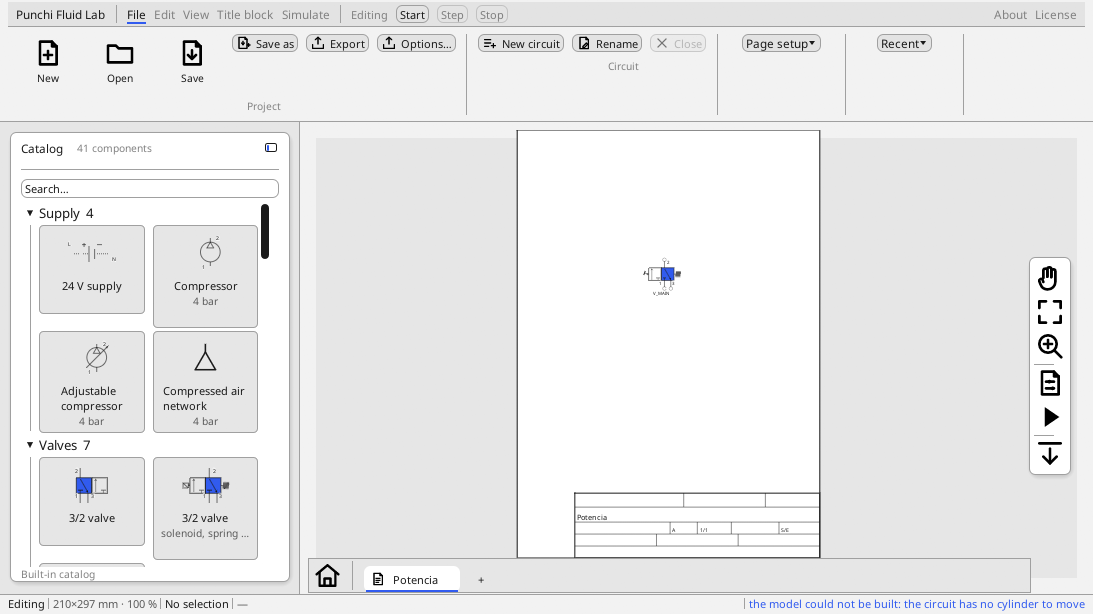 Punchi Fluid Lab File Edit View Title block Simulate Editing Start Step Stop About License
New Open Save Save as Export Options... New circuit Rename Close Page setup Recent
Circuit
Project
Catalog 41 components
Search...
Supply 4
24 V supply
Compressor
4 bar
Adjustable compressor
4 bar
Compressed air network
4 bar
Valves 7
3/2 valve
3/2 valve
solenoid, spring ...
Built-in catalog
V_MAIN
Potencia
A 1/1 S/E
Potencia +
Editing 210×297 mm · 100 % No selection —
the model could not be built: the circuit has no cylinder to move